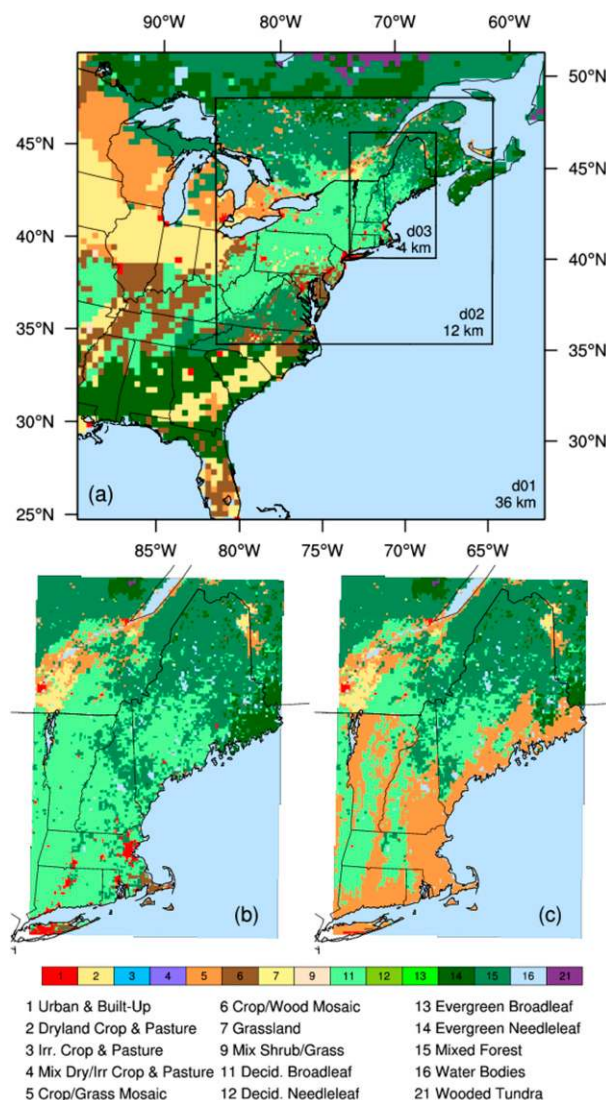 90°W 80°W 70°W 60°W
50°N
45°N
45°N
40°N
d03
4 km
40°N
d02
12 km
35°N
35°N
30°N
30°N
(a)
d01
36 km
25°N
85°W 80°W 75°W 70°W 65°W
(b) (c)
1 2 3 4 5 6 7 9 11 12 13 14 15 16 21
1 Urban & Built-Up
2 Dryland Crop & Pasture
3 Irr. Crop & Pasture
4 Mix Dry/Irr Crop & Pasture
5 Crop/Grass Mosaic
6 Crop/Wood Mosaic
7 Grassland
9 Mix Shrub/Grass
11 Decid. Broadleaf
12 Decid. Needleleaf
13 Evergreen Broadleaf
14 Evergreen Needleleaf
15 Mixed Forest
16 Water Bodies
21 Wooded Tundra